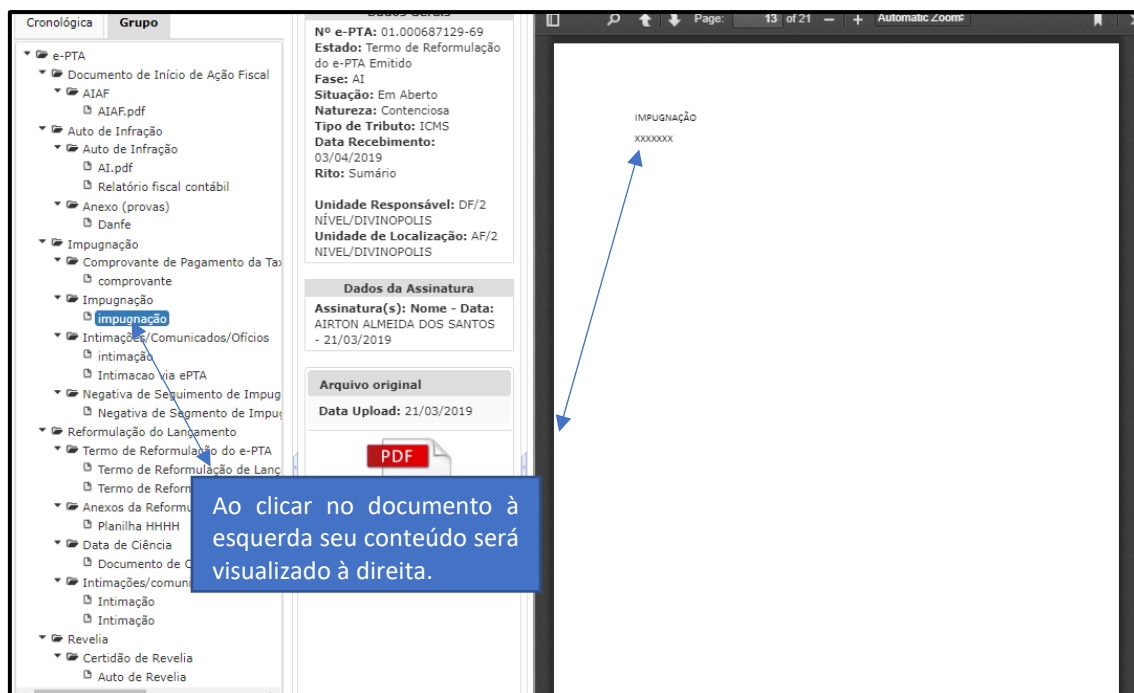 Cronológica Grupo
e-PTA
Documento de Início de Ação Fiscal
AIAF
AIAF.pdf
Auto de Infração
Auto de Infração
AI.pdf
Relatório fiscal contábil
Anexo (provas)
Danfe
Impugnação
Comprovante de Pagamento da Tax
comprovante
Impugnação
impugnação
Intimações/Comunicados/Ofícios
intimação
Intimacao via ePTA
Negativa de Seguimento de Impug
Negativa de Segmento de Impug
Reformulação do Lançamento
Termo de Reformulação do e-PTA
Termo de Reformulação de Lanç
Termo de Reform
Anexos da Reformu
Planilha HHHH
Data de Ciência
Documento de C
Intimações/comuni
Intimação
Intimação
Revelia
Certidão de Revelia
Auto de Revelia
Dados Gerais
Nº e-PTA: 01.000687129-69
Estado: Termo de Reformulação
do e-PTA Emitido
Fase: AI
Situação: Em Aberto
Natureza: Contenciosa
Tipo de Tributo: ICMS
Data Recebimento:
03/04/2019
Rito: Sumário
Unidade Responsável: DF/2
NÍVEL/DIVINOPOLIS
Unidade de Localização: AF/2
NIVEL/DIVINOPOLIS
Dados da Assinatura
Assinatura(s): Nome - Data:
AIRTON ALMEIDA DOS SANTOS
- 21/03/2019
Arquivo original
Data Upload: 21/03/2019
PDF
Ao clicar no documento à
esquerda seu conteúdo será
visualizado à direita.
Page: 13 of 21 − + Automatic Zoom
IMPUGNAÇÃO
XXXXXXX